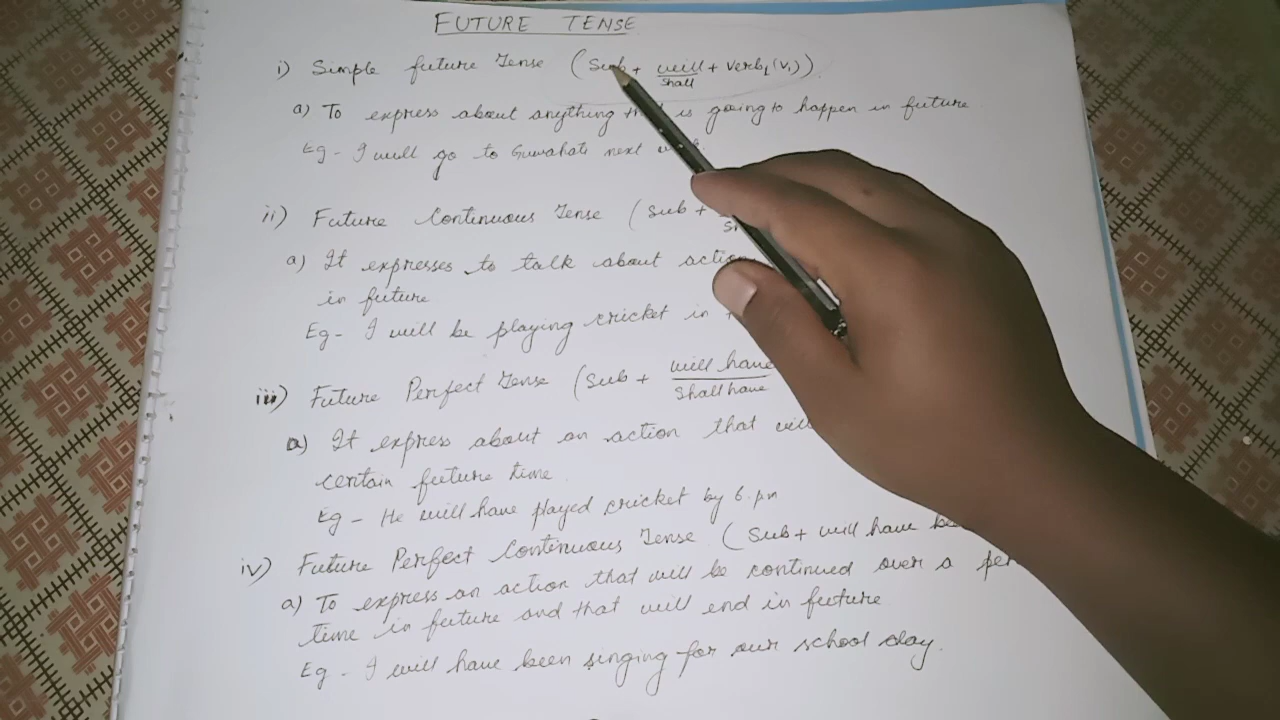 FUTURE TENSE
i) Simple future Tense (Sub + will/shall + Verb1 (V1))
a) To express about anything is going to happen in future
Eg - I will go to Guwahati next
ii) Future Continuous Tense (Sub +
a) It expresses to talk about action
in future
Eg - I will be playing cricket in
iii) Future Perfect Tense (Sub + will have/Shall have
a) It express about an action that will
certain future time
Eg - He will have played cricket by 6. pm
iv) Future Perfect Continuous Tense (Sub + will have
a) To express an action that will be continued over a
time in future and that will end in future
Eg - I will have been singing for our school day.